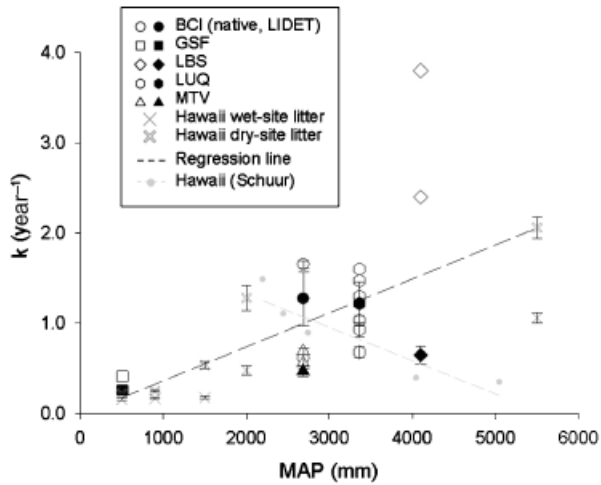 BCI (native, LIDET)
GSF
LBS
LUQ
MTV
Hawaii wet-site litter
Hawaii dry-site litter
Regression line
Hawaii (Schuur)
4.0
3.0
2.0
1.0
0.0
k (year⁻¹)
0 1000 2000 3000 4000 5000 6000
MAP (mm)